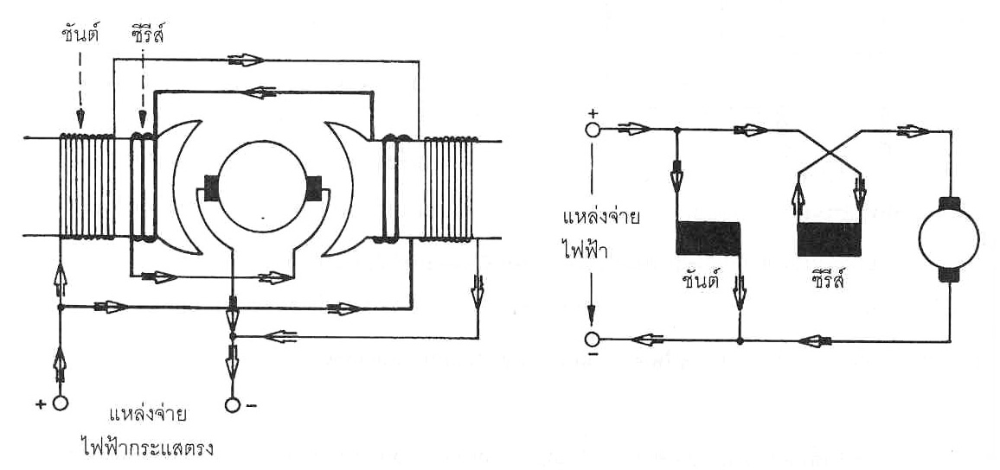 ชันต์
ซีรีส์
+
-
แหล่งจ่าย
ไฟฟ้ากระแสตรง
+
แหล่งจ่าย
ไฟฟ้า
-
ชันต์
ซีรีส์